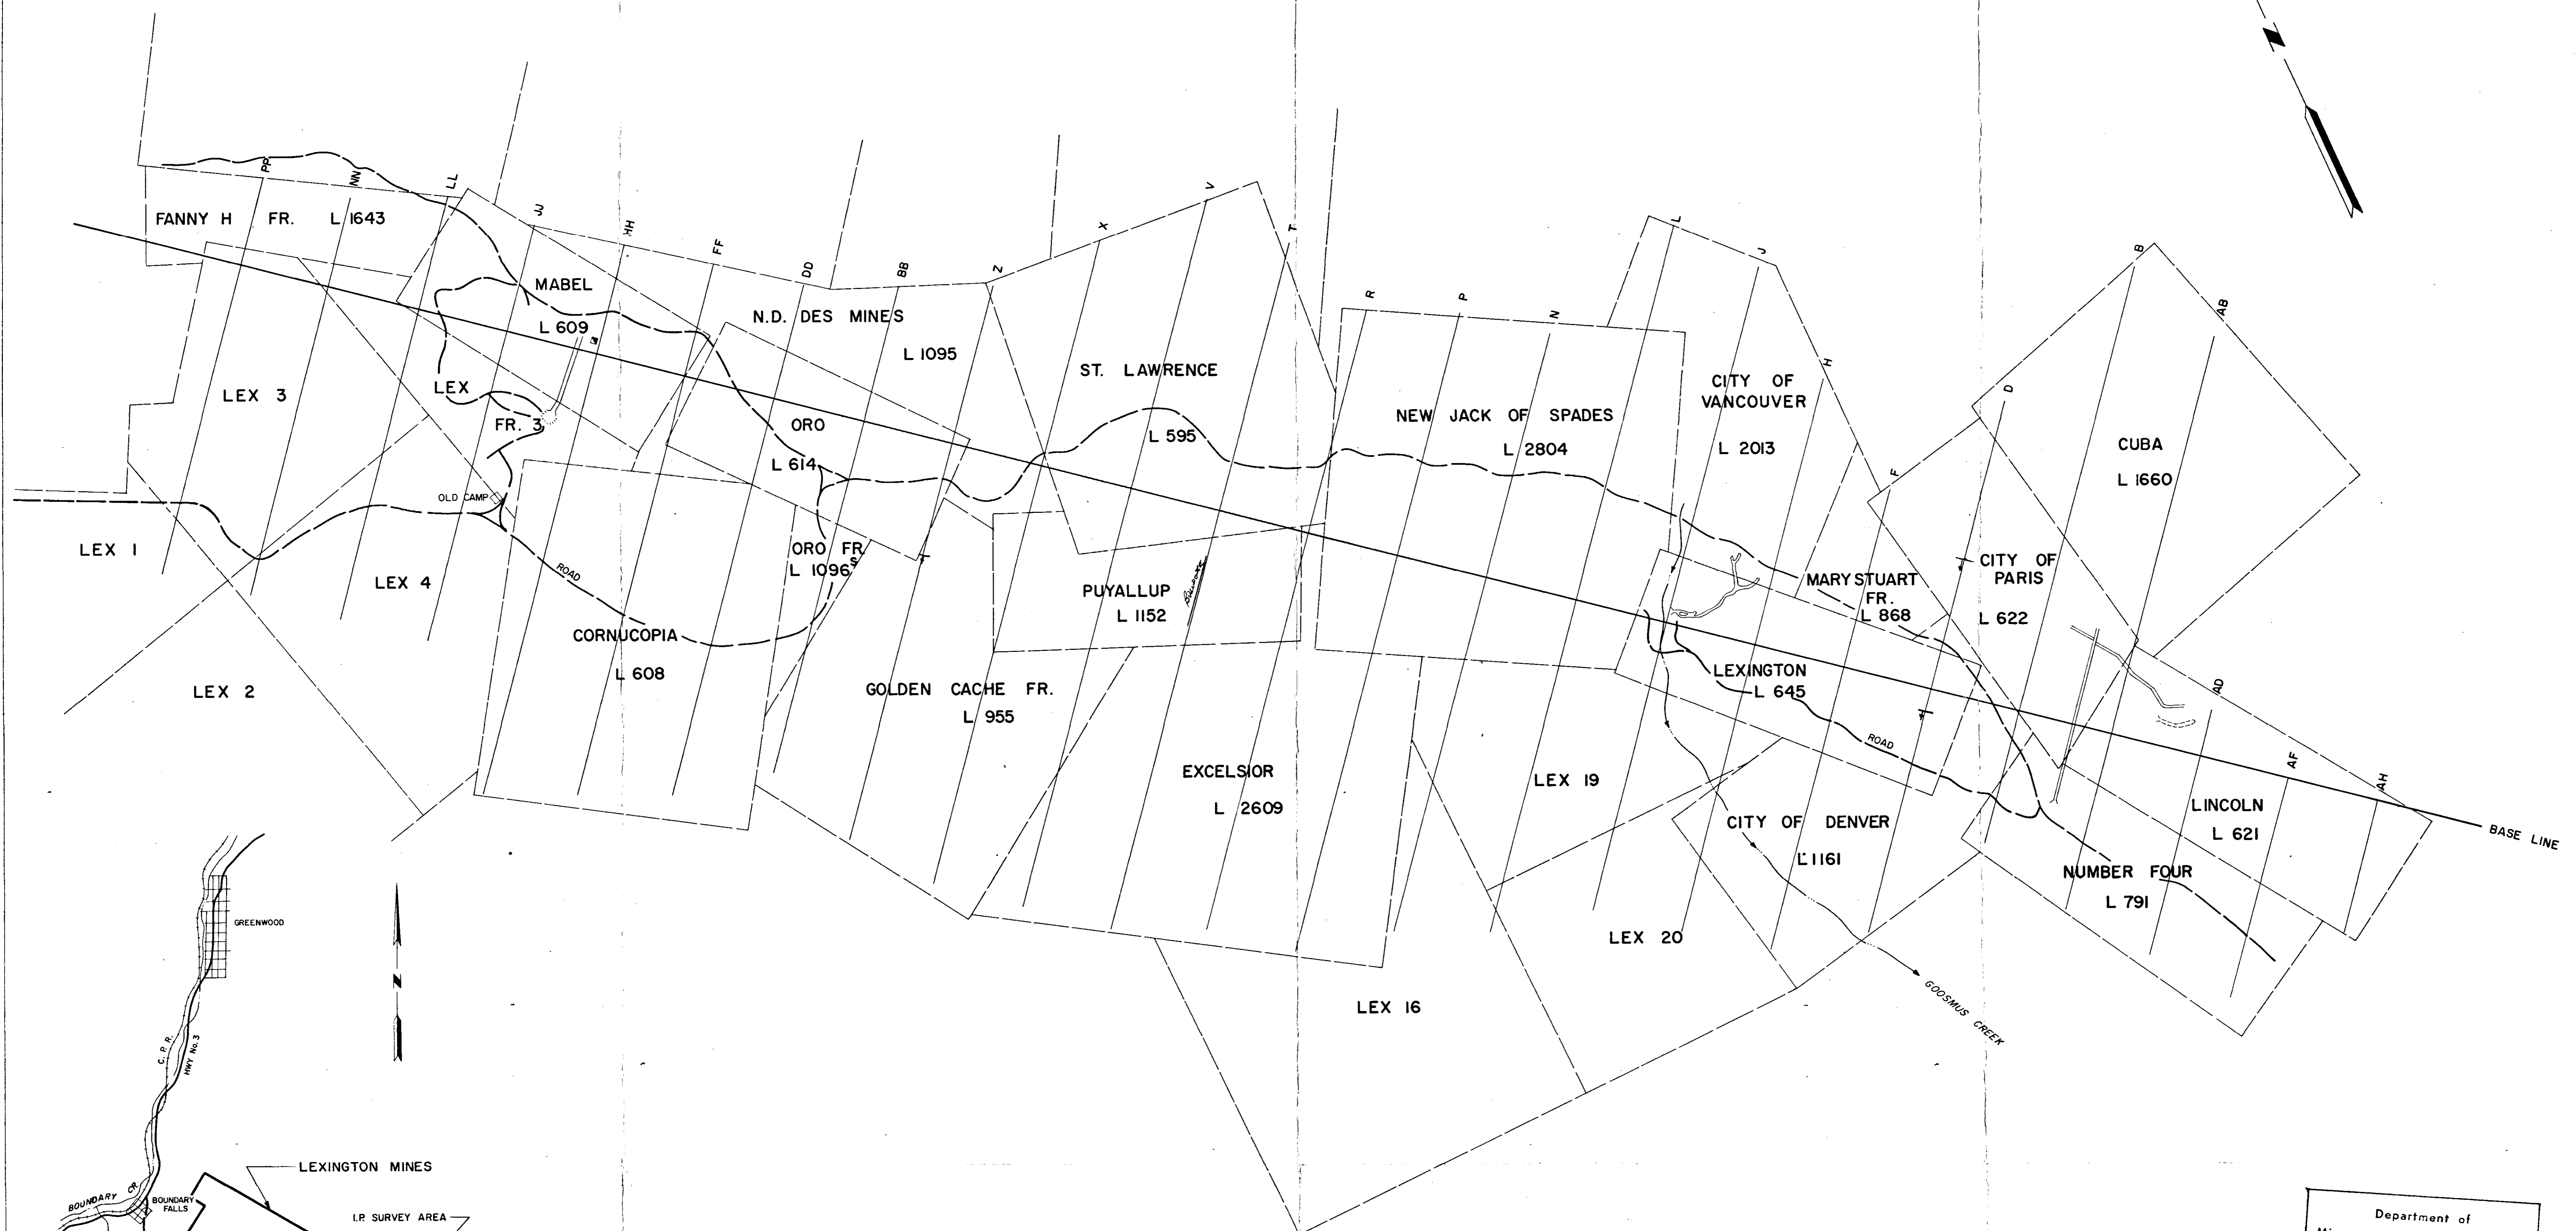 PP
NN
LL
JJ
HH
FF
DD
BB
Z
X
V
T
R
P
N
L
J
H
F
D
B
AB
AD
AF
AH
N
FANNY H FR. L 1643
MABEL
L 609
N.D. DES MINES
L 1095
LEX 3
LEX
FR. 3
ORO
L 614
ST. LAWRENCE
L 595
NEW JACK OF SPADES
L 2804
CITY OF
VANCOUVER
L 2013
CUBA
L 1660
OLD CAMP
LEX 1
LEX 4
ROAD
ORO FR.
L 1096
PUYALLUP
L 1152
MARY STUART
FR.
L 868
CITY OF
PARIS
L 622
CORNUCOPIA
L 608
LEX 2
GOLDEN CACHE FR.
L 955
LEXINGTON
L 645
ROAD
EXCELSIOR
L 2609
LEX 19
CITY OF DENVER
L 1161
LINCOLN
L 621
BASE LINE
NUMBER FOUR
L 791
LEX 20
LEX 16
GOOSMUS CREEK
GREENWOOD
N
C. P. R.
HWY No. 3
LEXINGTON MINES
BOUNDARY CR.
BOUNDARY
FALLS
I.P. SURVEY AREA
Department of